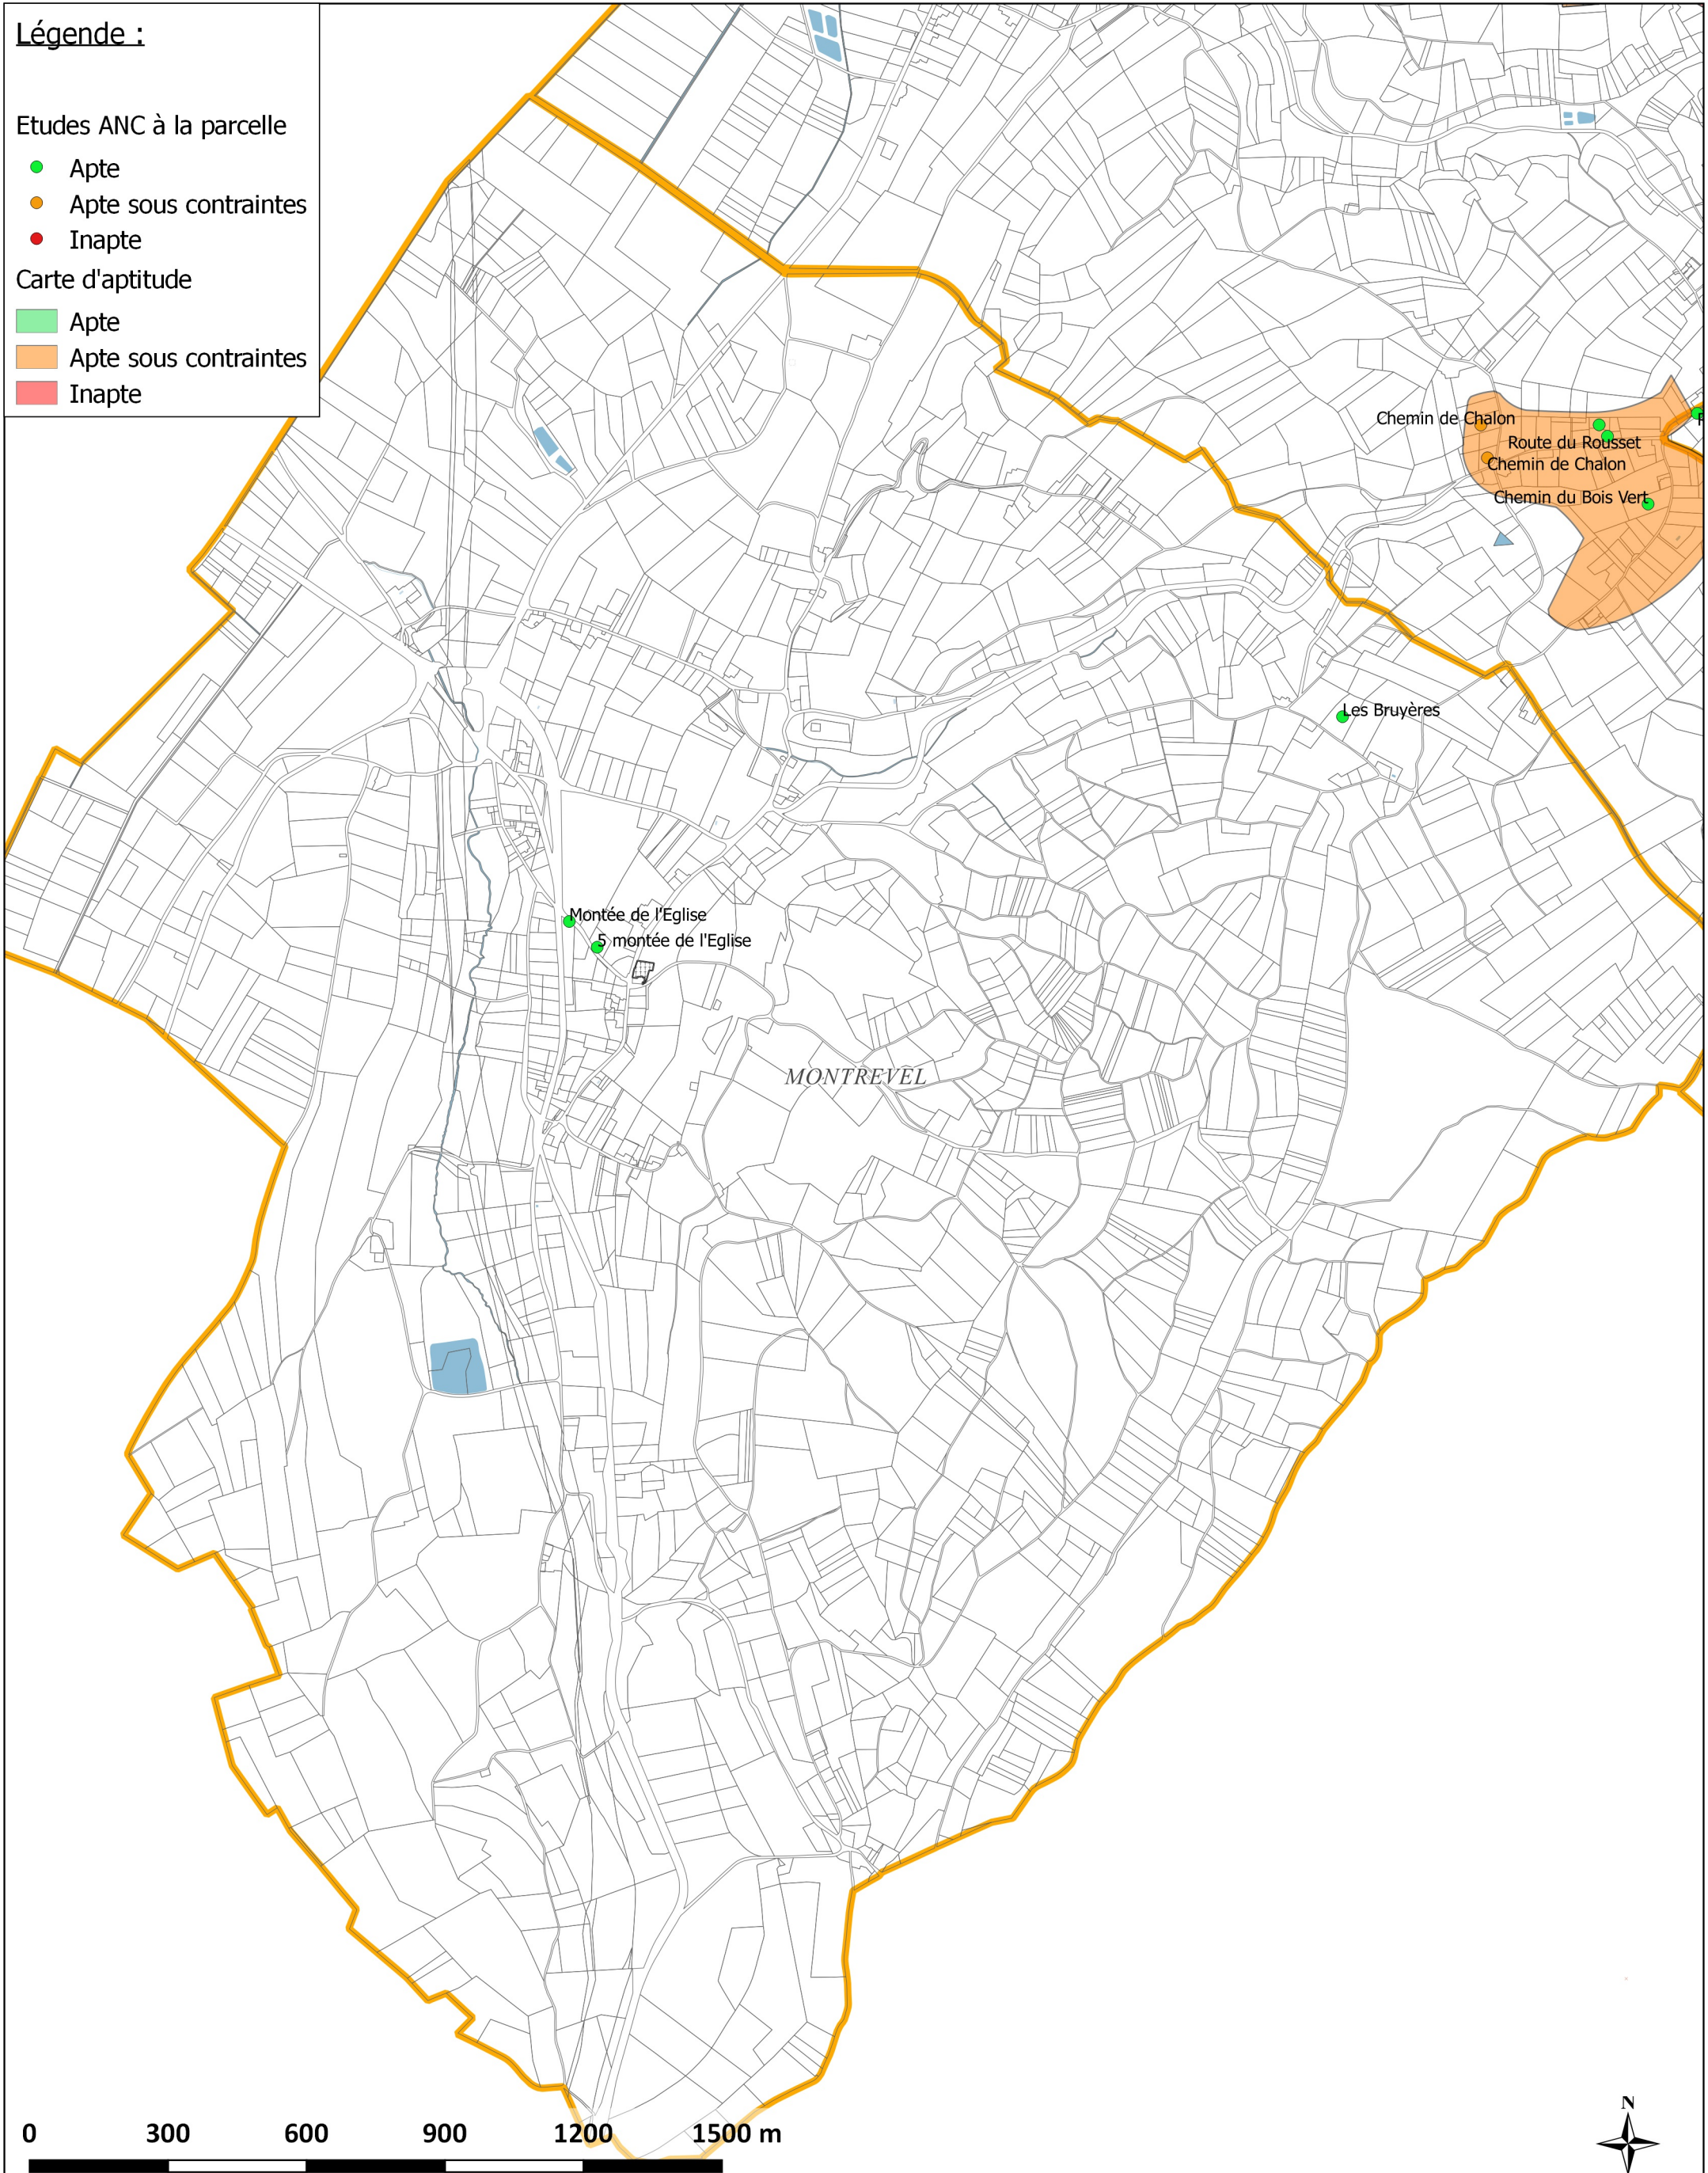 Légende :
Etudes ANC à la parcelle
Apte
Apte sous contraintes
Inapte
Carte d'aptitude
Apte
Apte sous contraintes
Inapte
Chemin de Chalon
Route du Rousset
Chemin de Chalon
Chemin du Bois Vert
Les Bruyères
Montée de l'Eglise
5 montée de l'Eglise
MONTREVEL
N
0 300 600 900 1200 1500 m